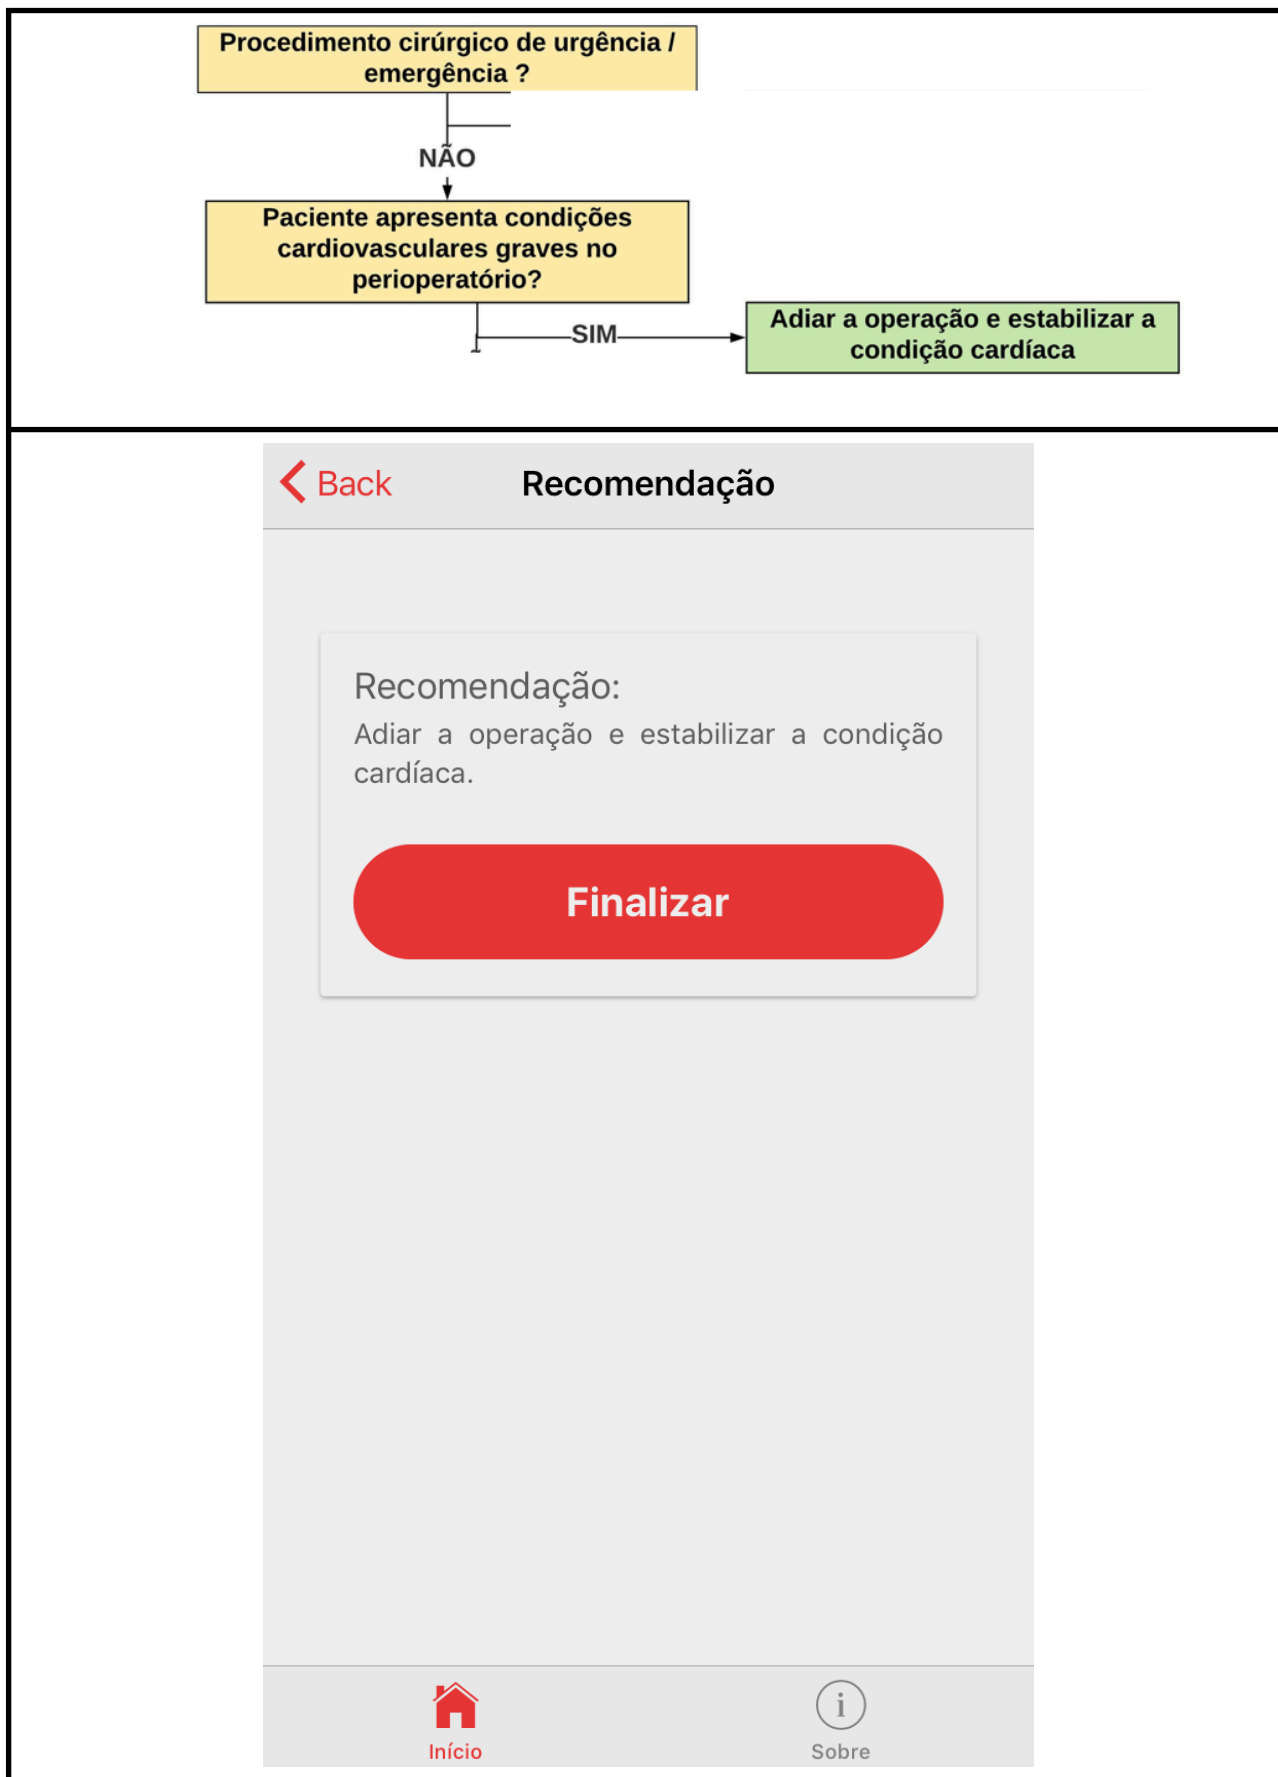 Procedimento cirúrgico de urgência /
emergência ?
NÃO
Paciente apresenta condições
cardiovasculares graves no
perioperatório?
SIM
Adiar a operação e estabilizar a
condição cardíaca
Back
Recomendação
Recomendação:
Adiar a operação e estabilizar a condição
cardíaca.
Finalizar
Início
Sobre